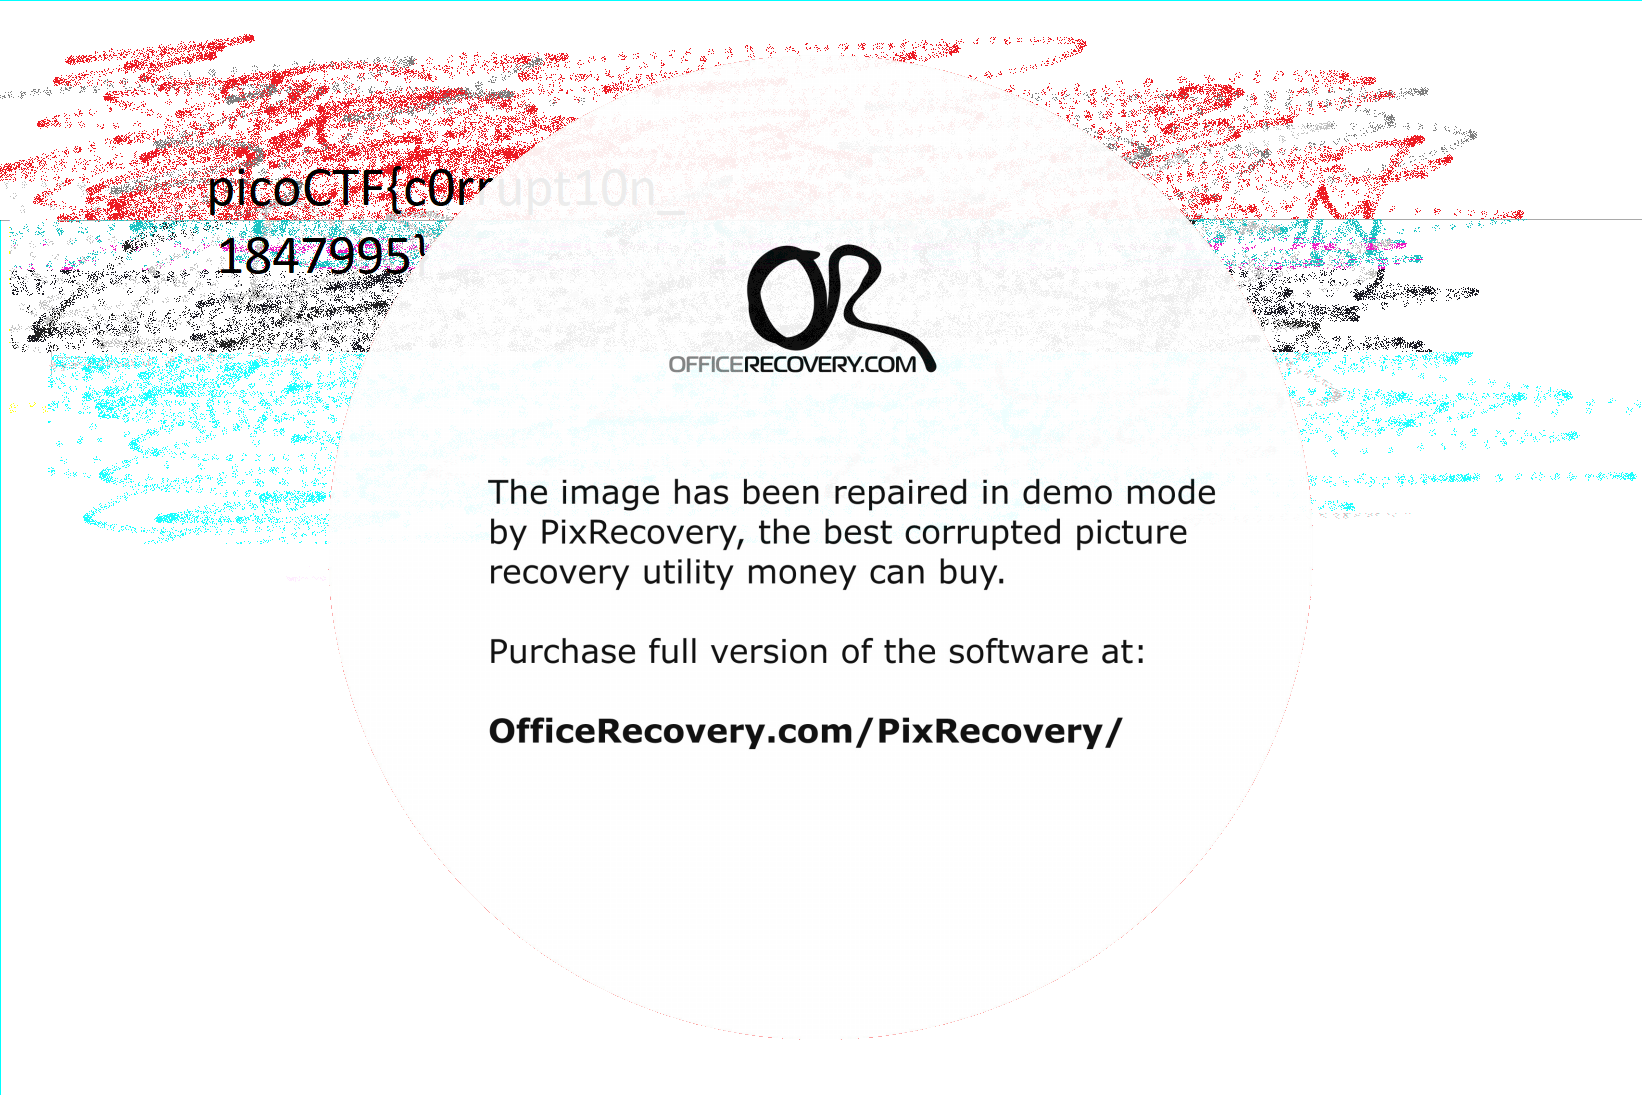 picoCTF{c0rrupt10n_
1847995}
OFFICERECOVERY.COM
The image has been repaired in demo mode
by PixRecovery, the best corrupted picture
recovery utility money can buy.
Purchase full version of the software at:
OfficeRecovery.com/PixRecovery/